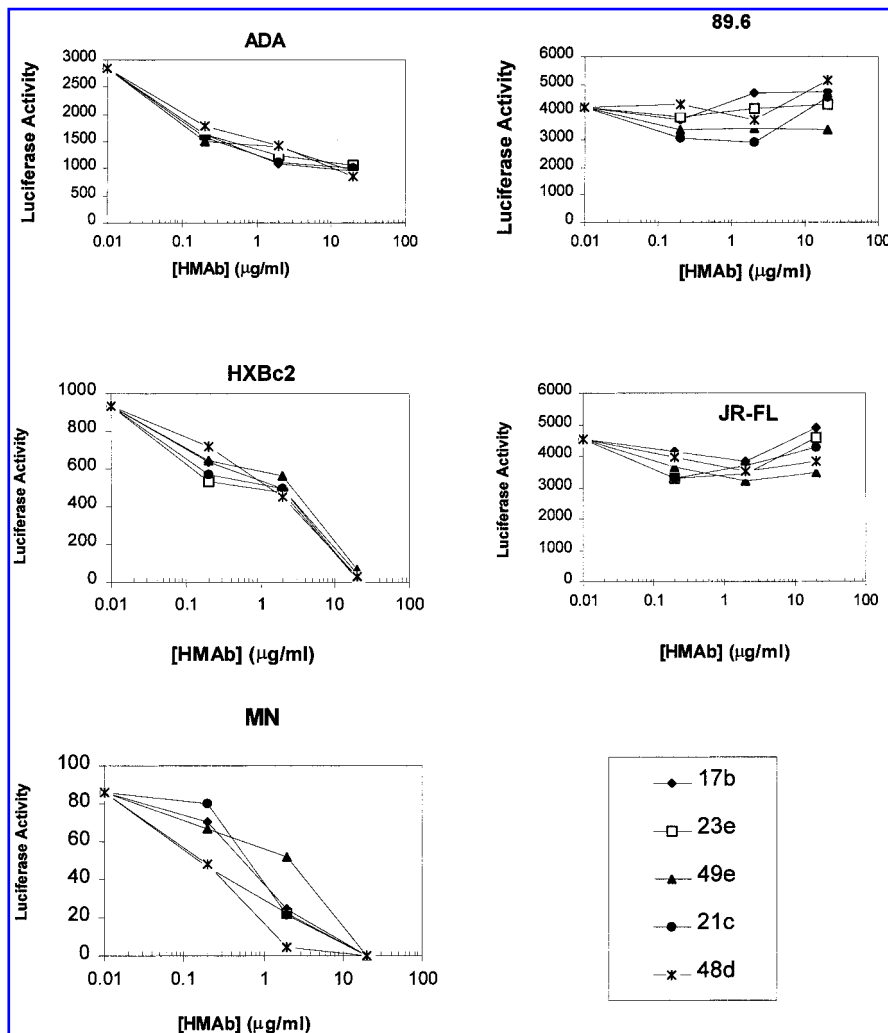 ADA
Luciferase Activity
3000
2500
2000
1500
1000
500
0
0.01 0.1 1 10 100
[HMAb] (μg/ml)
89.6
Luciferase Activity
6000
5000
4000
3000
2000
1000
0
0.01 0.1 1 10 100
[HMAb] (μg/ml)
HXBc2
Luciferase Activity
1000
800
600
400
200
0
0.01 0.1 1 10 100
[HMAb] (μg/ml)
JR-FL
Luciferase Activity
6000
5000
4000
3000
2000
1000
0
0.01 0.1 1 10 100
[HMAb] (μg/ml)
MN
Luciferase Activity
100
80
60
40
20
0
0.01 0.1 1 10 100
[HMAb] (μg/ml)
17b
23e
49e
21c
48d